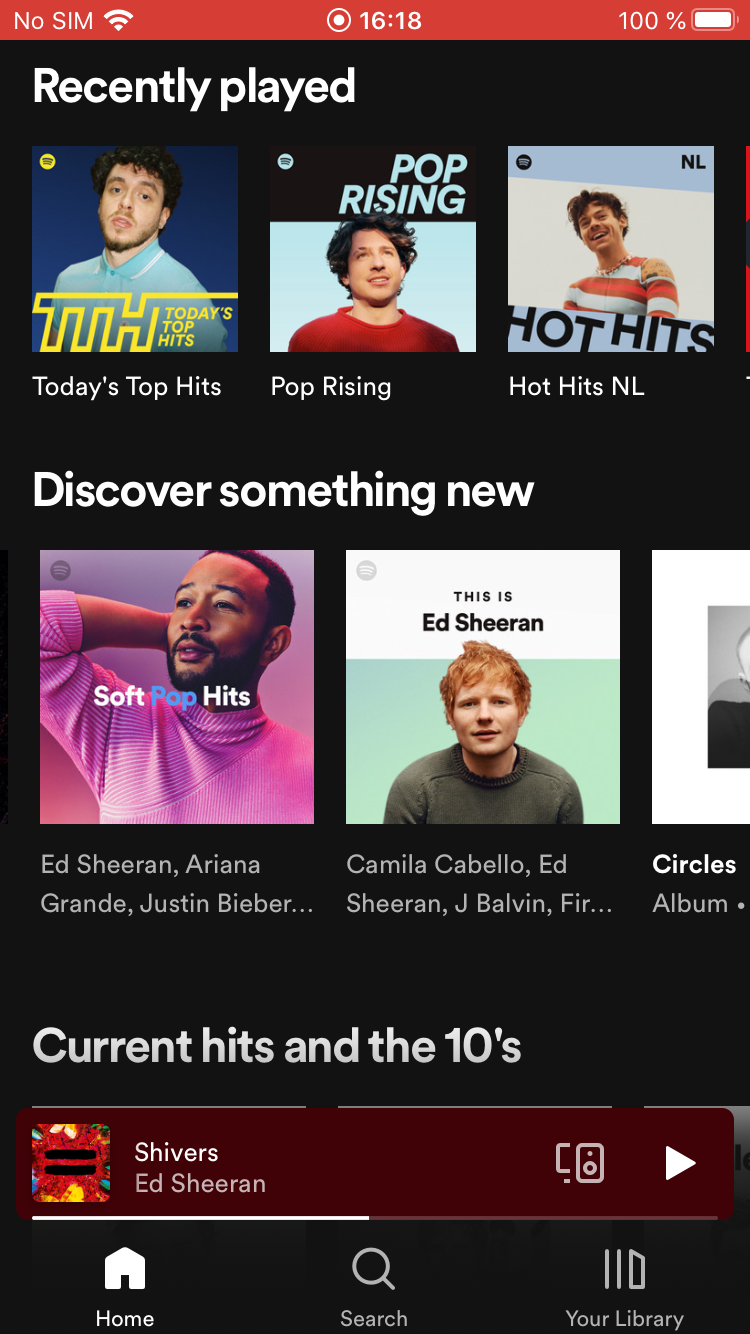 No SIM 16:18 100 %
Recently played
TTH TODAY'S
TOP
HITS
POP
RISING
NL
HOT HITS
Today's Top Hits
Pop Rising
Hot Hits NL
Discover something new
Soft Pop Hits
THIS IS
Ed Sheeran
Ed Sheeran, Ariana
Grande, Justin Bieber...
Camila Cabello, Ed
Sheeran, J Balvin, Fir...
Circles
Album •
Current hits and the 10's
Shivers
Ed Sheeran
Home
Search
Your Library